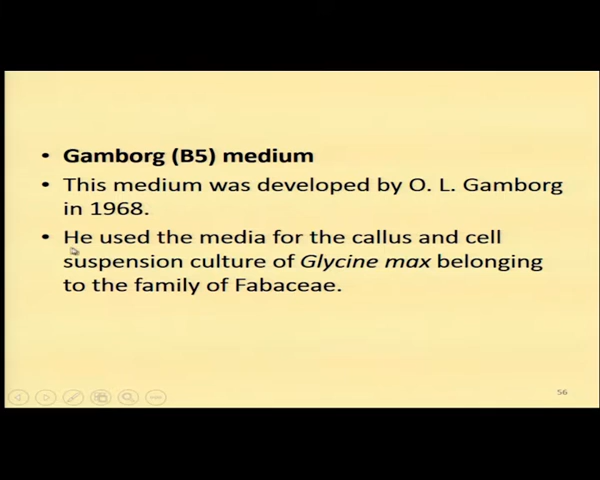 • Gamborg (B5) medium
• This medium was developed by O. L. Gamborg
in 1968.
• He used the media for the callus and cell
suspension culture of Glycine max belonging
to the family of Fabaceae.
56